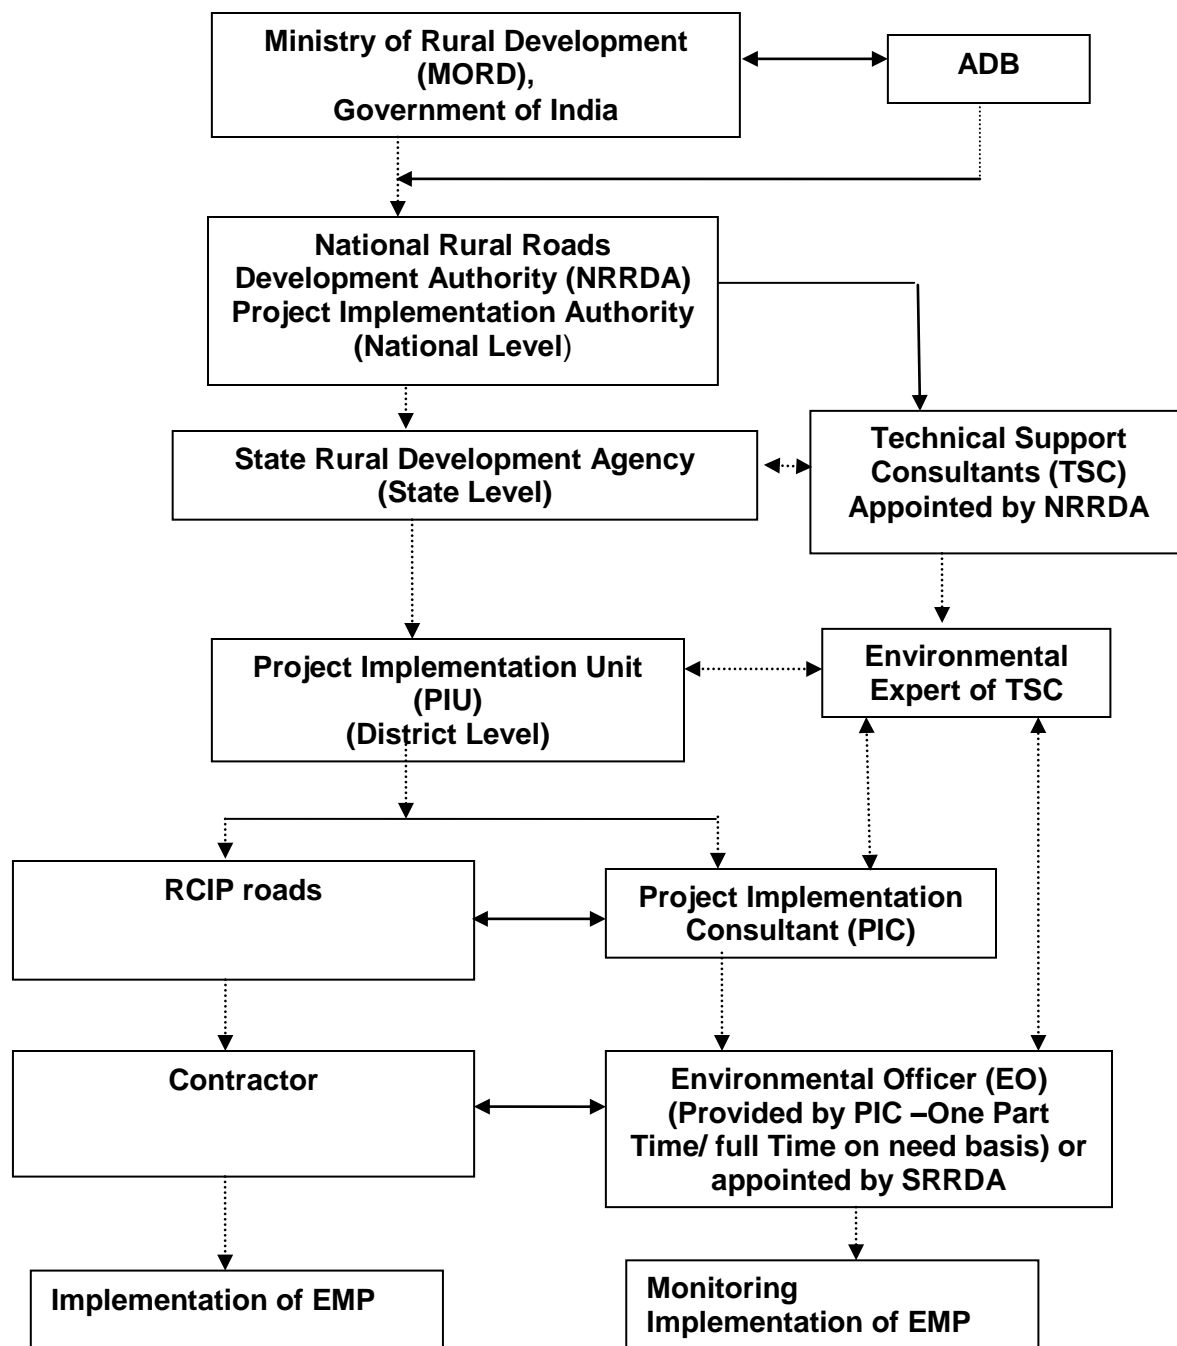 Ministry of Rural Development
(MORD),
Government of India
ADB
National Rural Roads
Development Authority (NRRDA)
Project Implementation Authority
(National Level)
State Rural Development Agency
(State Level)
Technical Support
Consultants (TSC)
Appointed by NRRDA
Project Implementation Unit
(PIU)
(District Level)
Environmental
Expert of TSC
RCIP roads
Project Implementation
Consultant (PIC)
Contractor
Environmental Officer (EO)
(Provided by PIC –One Part
Time/ full Time on need basis) or
appointed by SRRDA
Implementation of EMP
Monitoring
Implementation of EMP